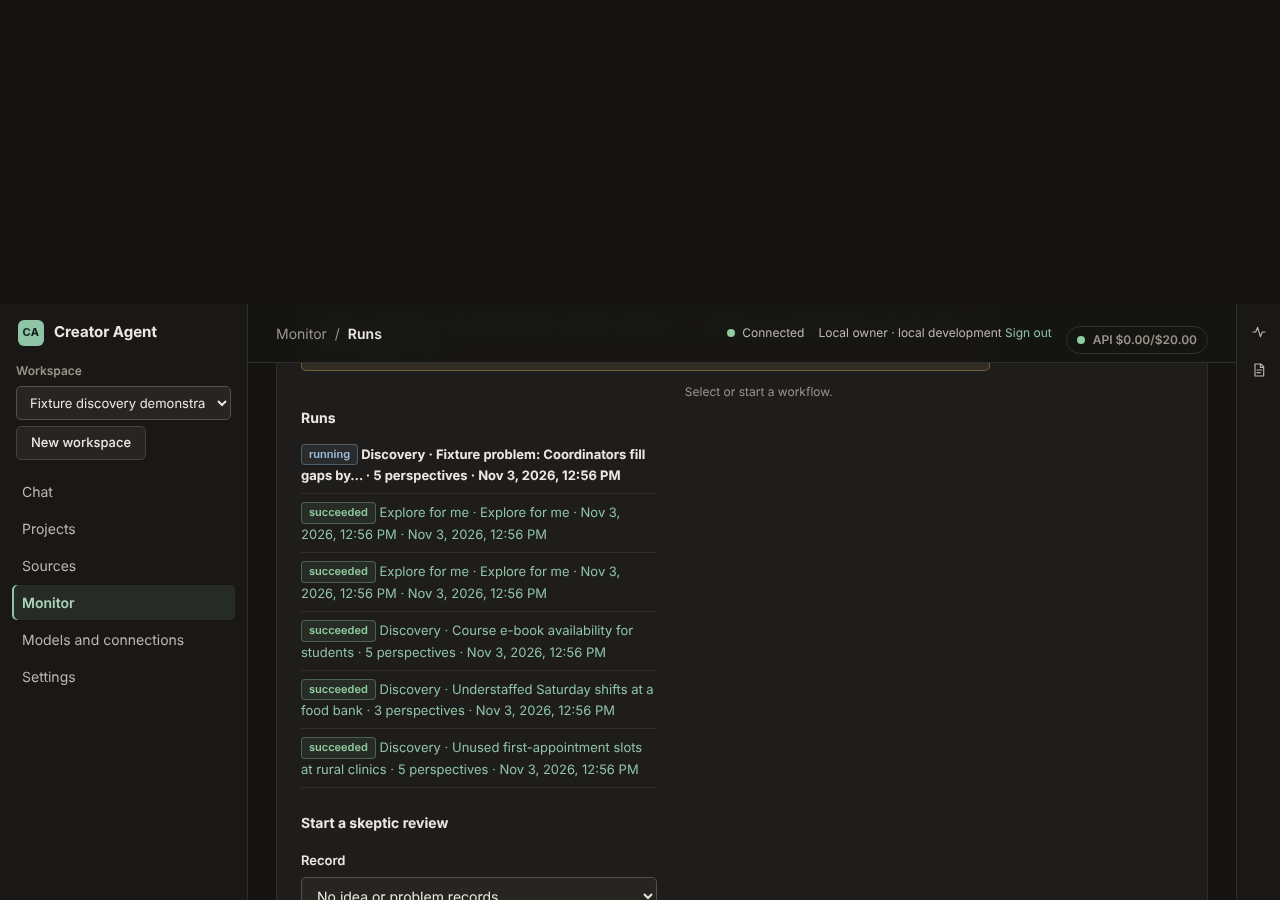 CA Creator Agent
Workspace
Fixture discovery demonstra
New workspace
Chat
Projects
Sources
Monitor
Models and connections
Settings
Monitor / Runs
Connected Local owner · local development Sign out API $0.00/$20.00
Select or start a workflow.
Runs
running Discovery · Fixture problem: Coordinators fill
gaps by… · 5 perspectives · Nov 3, 2026, 12:56 PM
succeeded Explore for me · Explore for me · Nov 3,
2026, 12:56 PM · Nov 3, 2026, 12:56 PM
succeeded Explore for me · Explore for me · Nov 3,
2026, 12:56 PM · Nov 3, 2026, 12:56 PM
succeeded Discovery · Course e-book availability for
students · 5 perspectives · Nov 3, 2026, 12:56 PM
succeeded Discovery · Understaffed Saturday shifts at a
food bank · 3 perspectives · Nov 3, 2026, 12:56 PM
succeeded Discovery · Unused first-appointment slots
at rural clinics · 5 perspectives · Nov 3, 2026, 12:56 PM
Start a skeptic review
Record
No idea or problem records